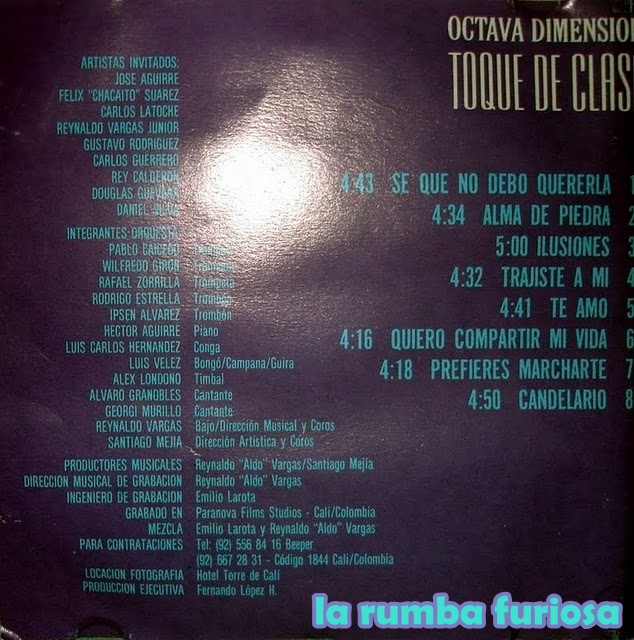 OCTAVA DIMENSIO
TOQUE DE CLAS
ARTISTAS INVITADOS:
JOSE AGUIRRE
FELIX "CHACAITO" SUAREZ
CARLOS LATOCHE
REYNALDO VARGAS JUNIOR
GUSTAVO RODRIGUEZ
CARLOS GUERRERO
REY CALDERON
DOUGLAS GUEVARA
DANIEL SILVA
INTEGRANTES ORQUESTA
PABLO CAICEDO
WILFREDO GIRON Trompeta
RAFAEL ZORRILLA Trompeta
RODRIGO ESTRELLA Trombón
IPSEN ALVAREZ Trombón
HECTOR AGUIRRE Piano
LUIS CARLOS HERNANDEZ Conga
LUIS VELEZ Bongó/Campana/Guira
ALEX LONDONO Timbal
ALVARO GRANOBLES Cantante
GEORGI MURILLO Cantante
REYNALDO VARGAS Bajo/Dirección Musical y Coros
SANTIAGO MEJIA Dirección Artística y Coros
PRODUCTORES MUSICALES Reynaldo "Aldo" Vargas/Santiago Mejía
DIRECCION MUSICAL DE GRABACION Reynaldo "Aldo" Vargas
INGENIERO DE GRABACION Emilio Larota
GRABADO EN Paranova Films Studios - Cali/Colombia
MEZCLA Emilio Larota y Reynaldo "Aldo" Vargas
PARA CONTRATACIONES Tel: (92) 556 84 16 Beeper
(92) 667 28 31 - Código 1844 Cali/Colombia
LOCACION FOTOGRAFIA Hotel Torre de Cali
PRODUCCION EJECUTIVA Fernando López H.
4:43 SE QUE NO DEBO QUERERLA 1
4:34 ALMA DE PIEDRA 2
5:00 ILUSIONES 3
4:32 TRAJISTE A MI 4
4:41 TE AMO 5
4:16 QUIERO COMPARTIR MI VIDA 6
4:18 PREFIERES MARCHARTE 7
4:50 CANDELARIO 8
la rumba furiosa